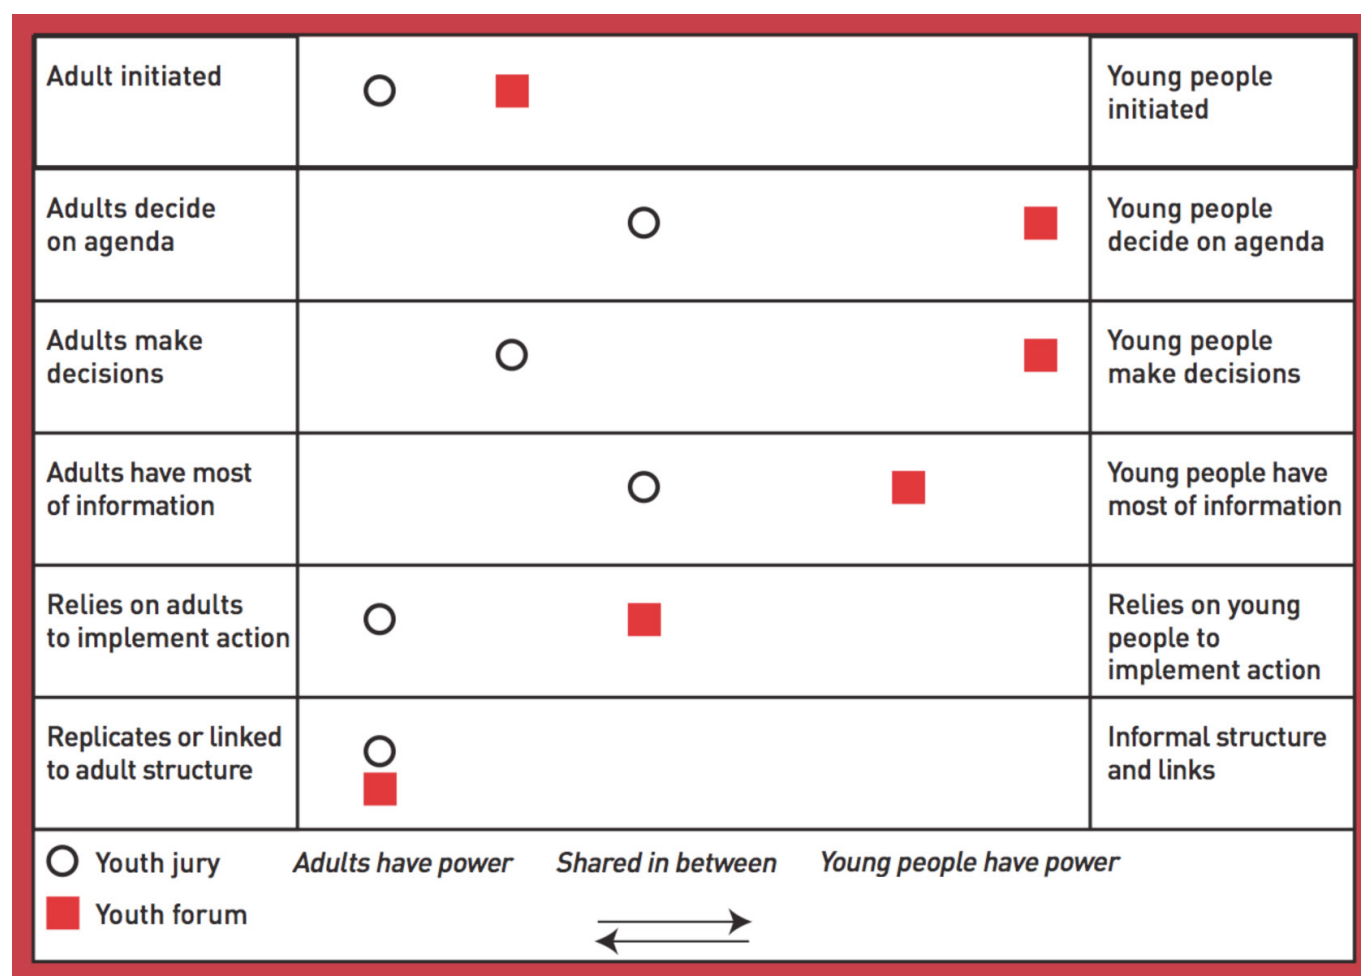 Adult initiated
Young people
initiated
Adults decide
on agenda
Young people
decide on agenda
Adults make
decisions
Young people
make decisions
Adults have most
of information
Young people have
most of information
Relies on adults
to implement action
Relies on young
people to
implement action
Replicates or linked
to adult structure
Informal structure
and links
Youth jury
Adults have power
Shared in between
Young people have power
Youth forum